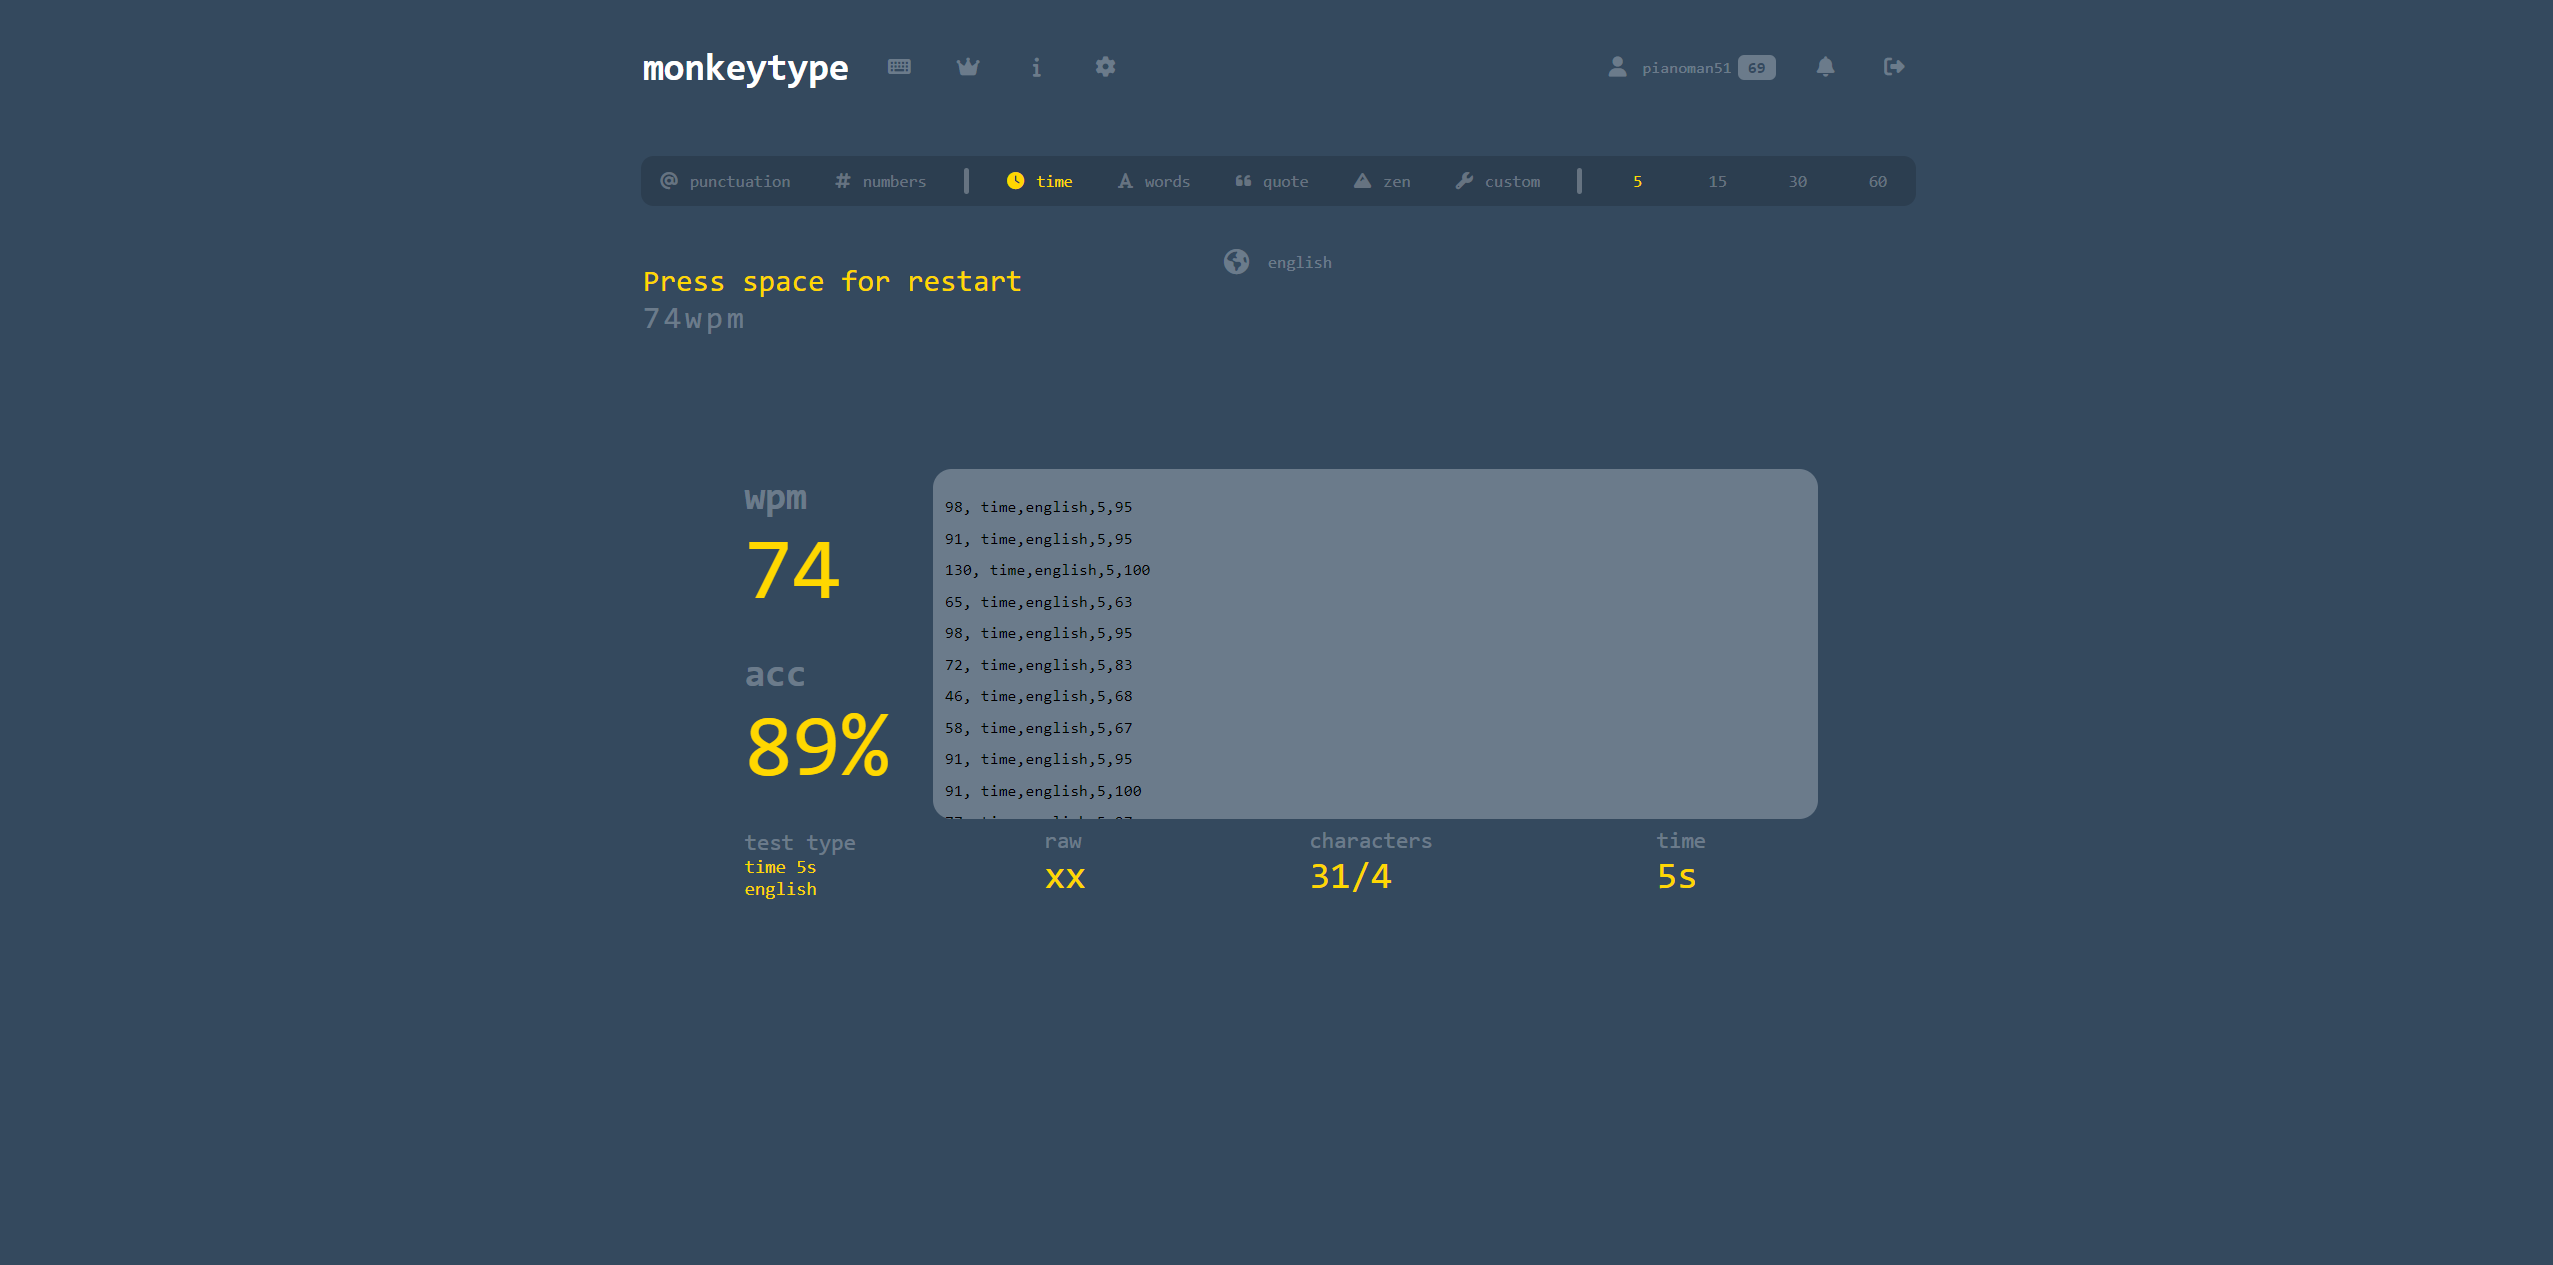 monkeytype
pianoman51 69
punctuation numbers time words quote zen custom 5 15 30 60
english
Press space for restart
74wpm
wpm
74
acc
89%
98, time,english,5,95
91, time,english,5,95
130, time,english,5,100
65, time,english,5,63
98, time,english,5,95
72, time,english,5,83
46, time,english,5,68
58, time,english,5,67
91, time,english,5,95
91, time,english,5,100
test type
time 5s
english
raw
xx
characters
31/4
time
5s